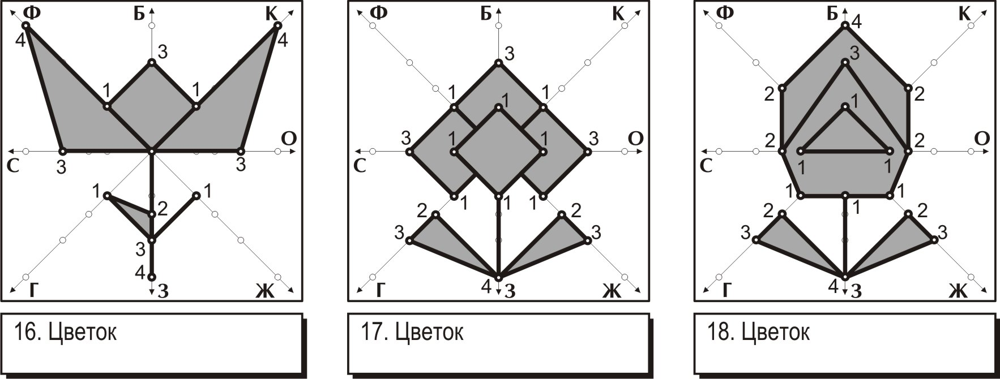 Ф Б К
4 3 4
1 1
О
С 3 3
1 1
2
3
4
Г З Ж
16. Цветок
Ф Б К
3
1 1 1
3 1 1 3 О
С
1 1 1
2 2
3 3
4
Г З Ж
17. Цветок
Ф Б К
4
3
2 1 2
2 2 О
С 1 1
1 1 1
2 2
3 3
4
Г З Ж
18. Цветок